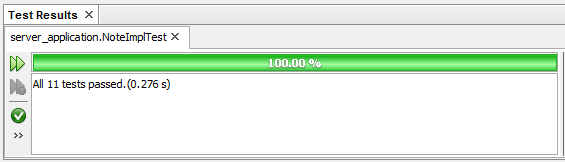 Test Results
server_application.NoteImplTest
100.00 %
All 11 tests passed.(0.276 s)